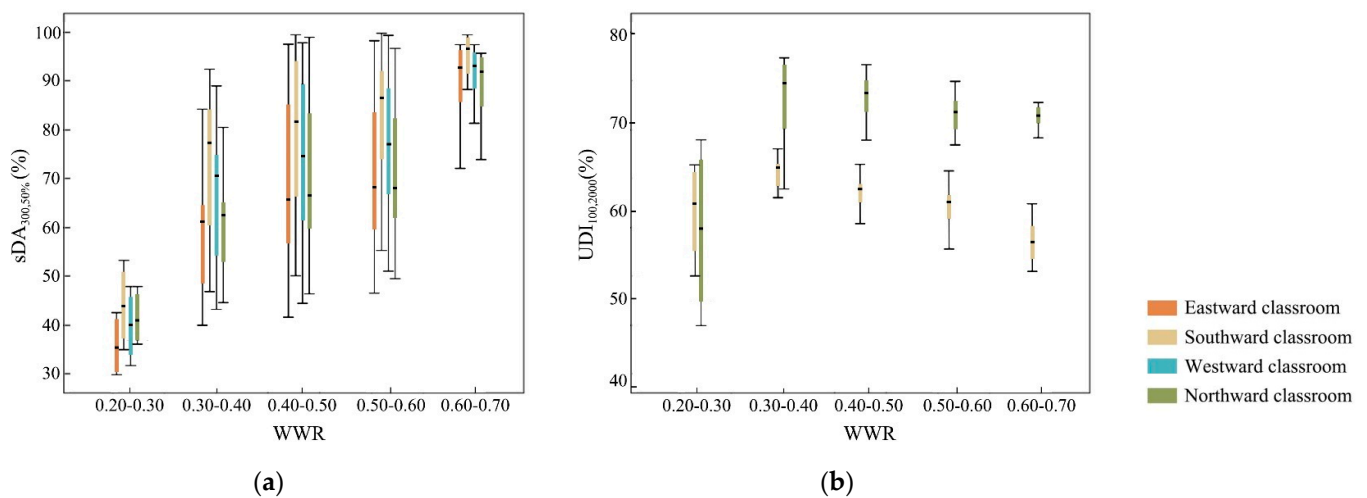 100
90
80
70
60
50
40
30
sDA300,50% (%)
0.20–0.30 0.30–0.40 0.40–0.50 0.50–0.60 0.60–0.70
WWR
(a)
80
70
60
50
40
UDI100,2000(%)
0.20–0.30 0.30–0.40 0.40–0.50 0.50–0.60 0.60–0.70
WWR
(b)
Eastward classroom
Southward classroom
Westward classroom
Northward classroom